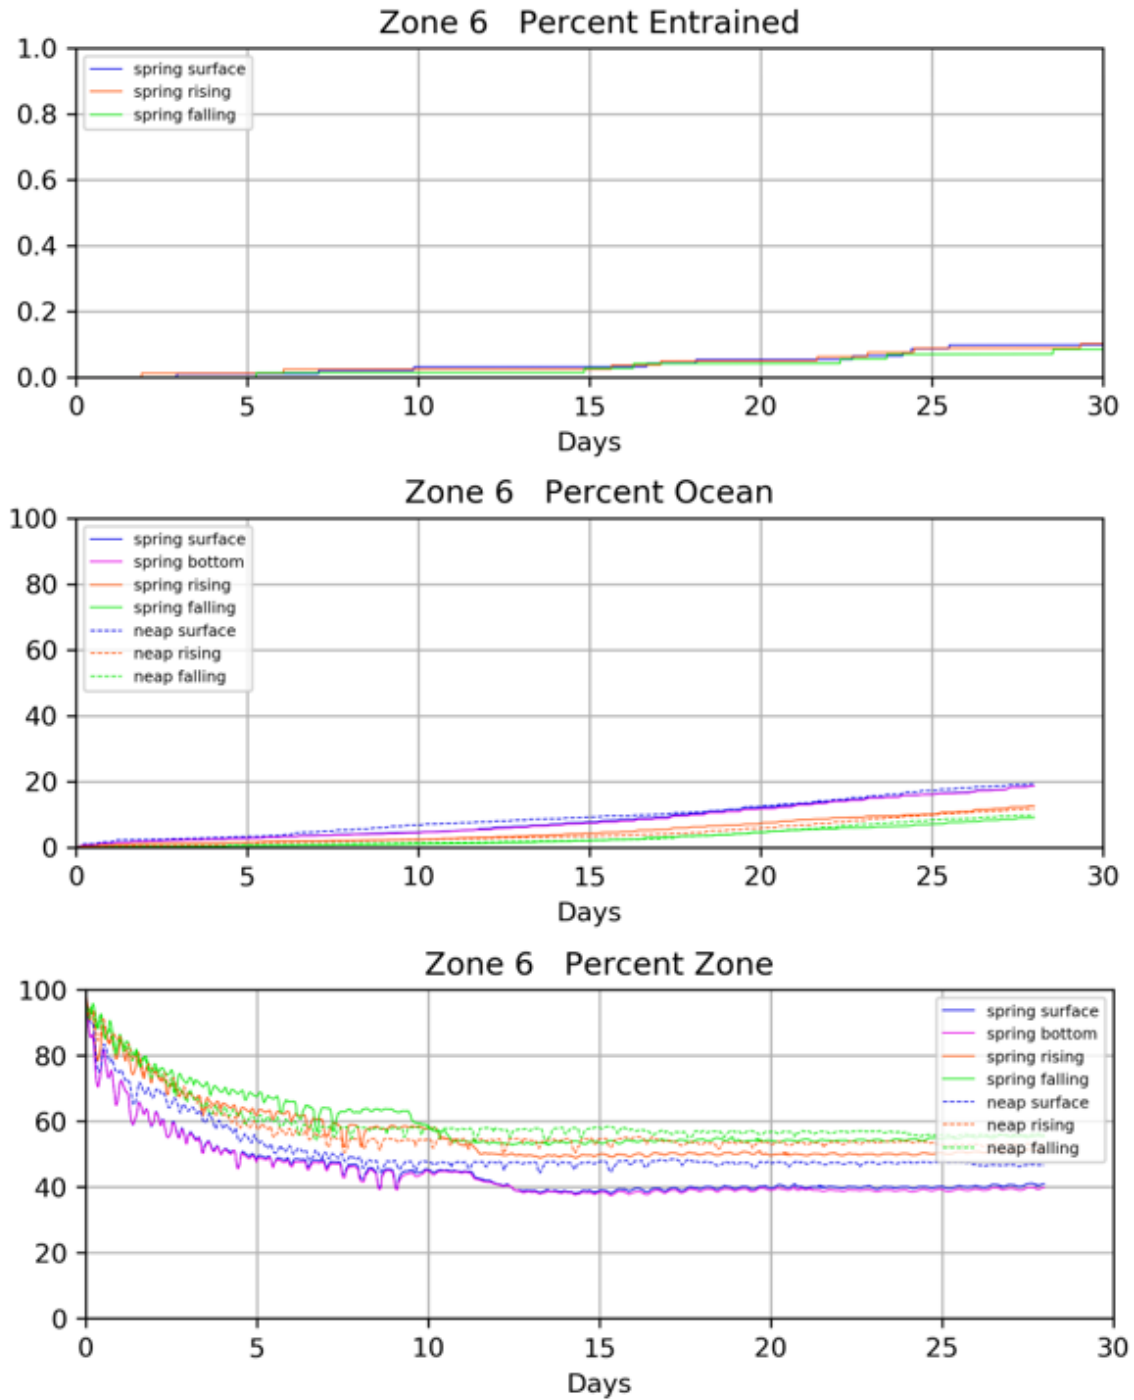 Zone 6 Percent Entrained
1.0
spring surface
spring rising
spring falling
0.8
0.6
0.4
0.2
0.0
0 5 10 15 20 25 30
Days
Zone 6 Percent Ocean
100
spring surface
spring bottom
spring rising
spring falling
neap surface
neap rising
neap falling
80
60
40
20
0
0 5 10 15 20 25 30
Days
Zone 6 Percent Zone
100
spring surface
spring bottom
spring rising
spring falling
neap surface
neap rising
neap falling
80
60
40
20
0
0 5 10 15 20 25 30
Days